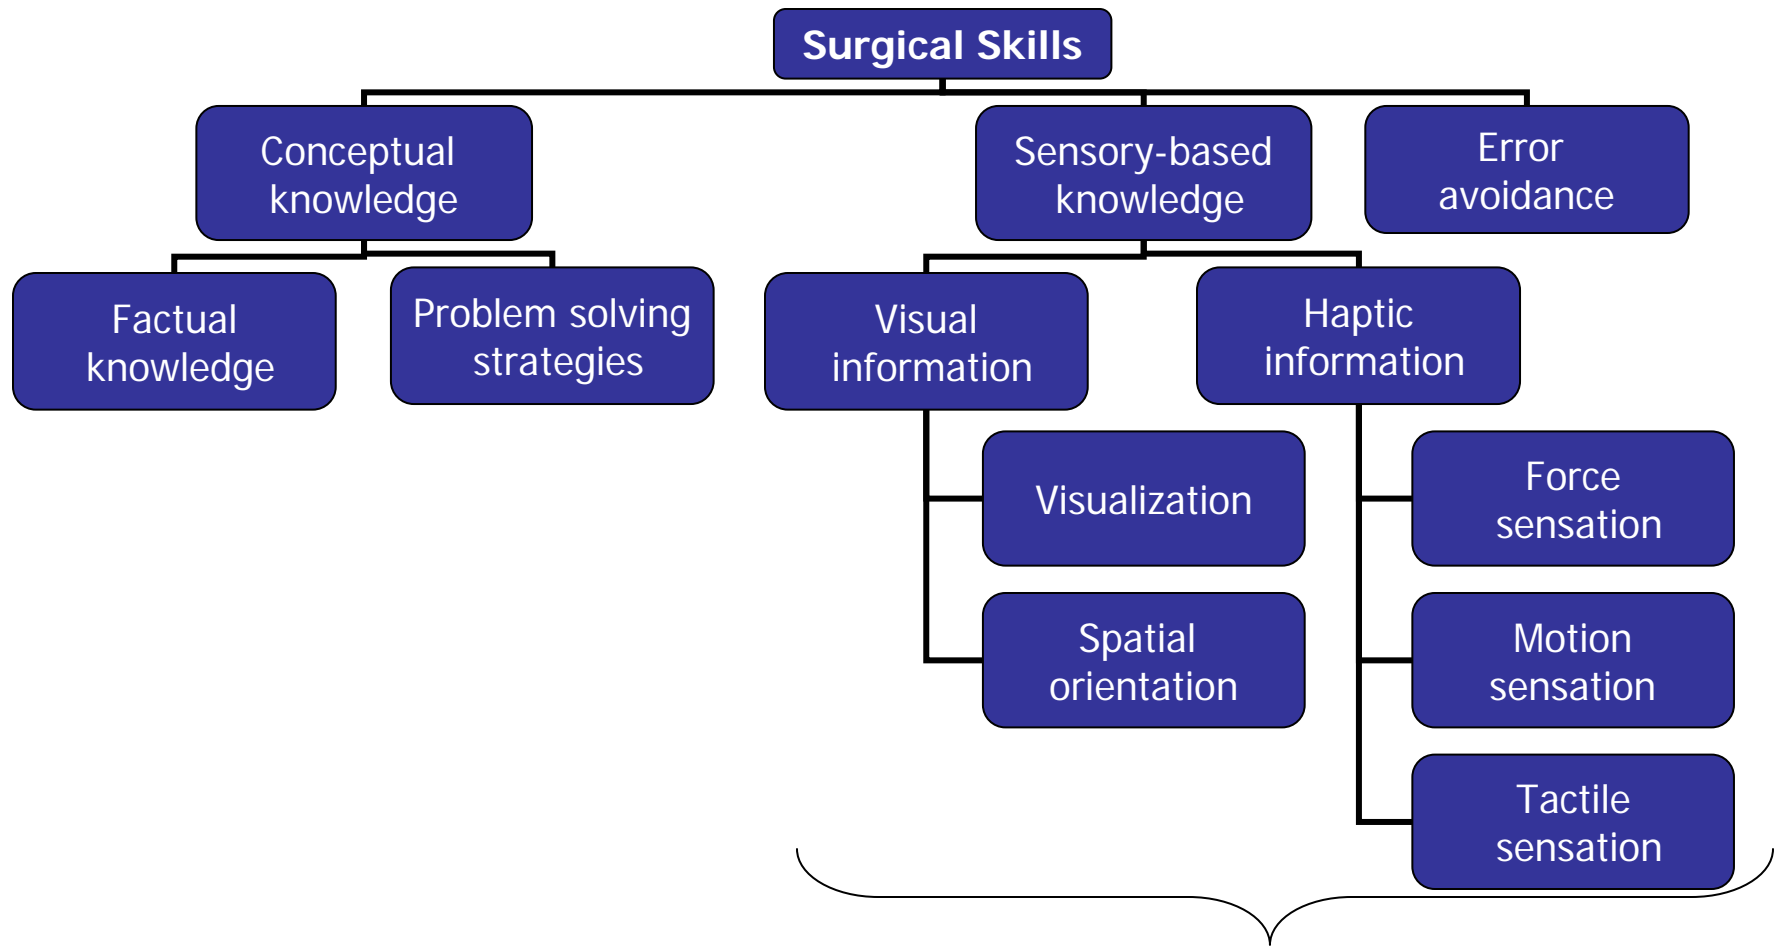 Surgical Skills
Conceptual
knowledge
Sensory-based
knowledge
Error
avoidance
Factual
knowledge
Problem solving
strategies
Visual
information
Haptic
information
Visualization
Force
sensation
Spatial
orientation
Motion
sensation
Tactile
sensation